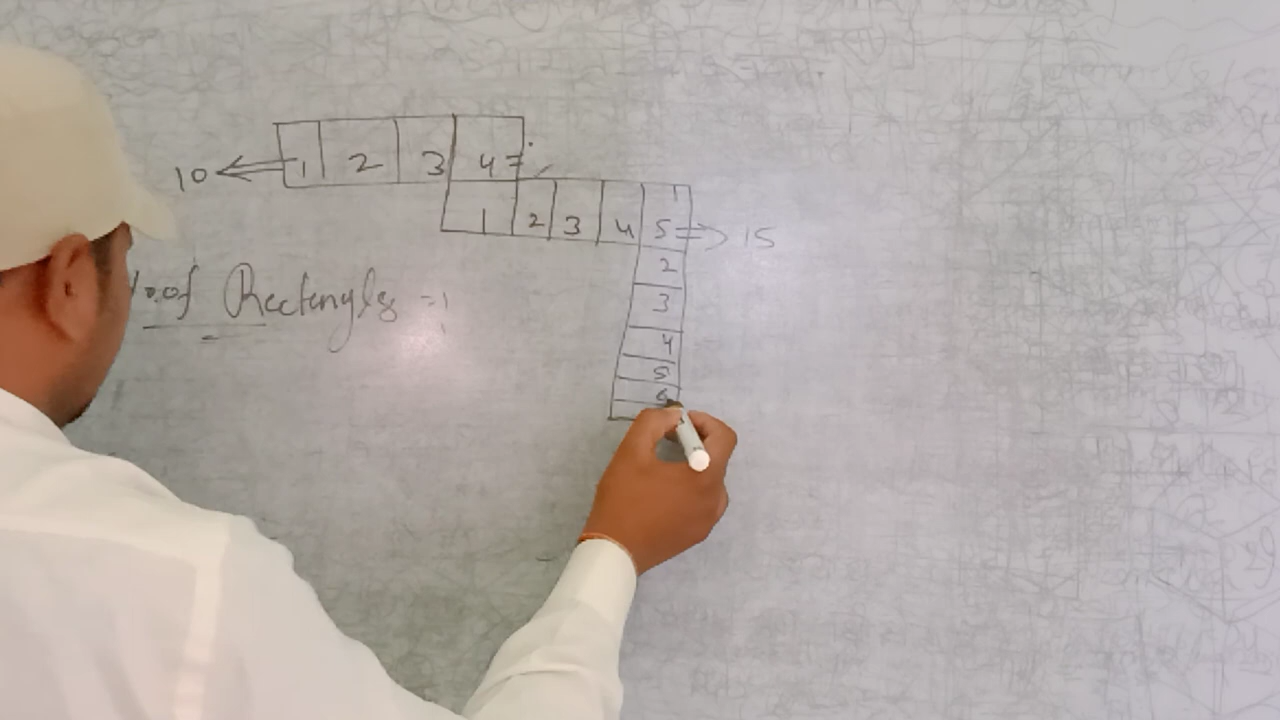 10 ⇐ 1 2 3 4 =
1
1 2 3 4 5 ⇒ 15
2
3
4
5
6
No. of Rectangles =